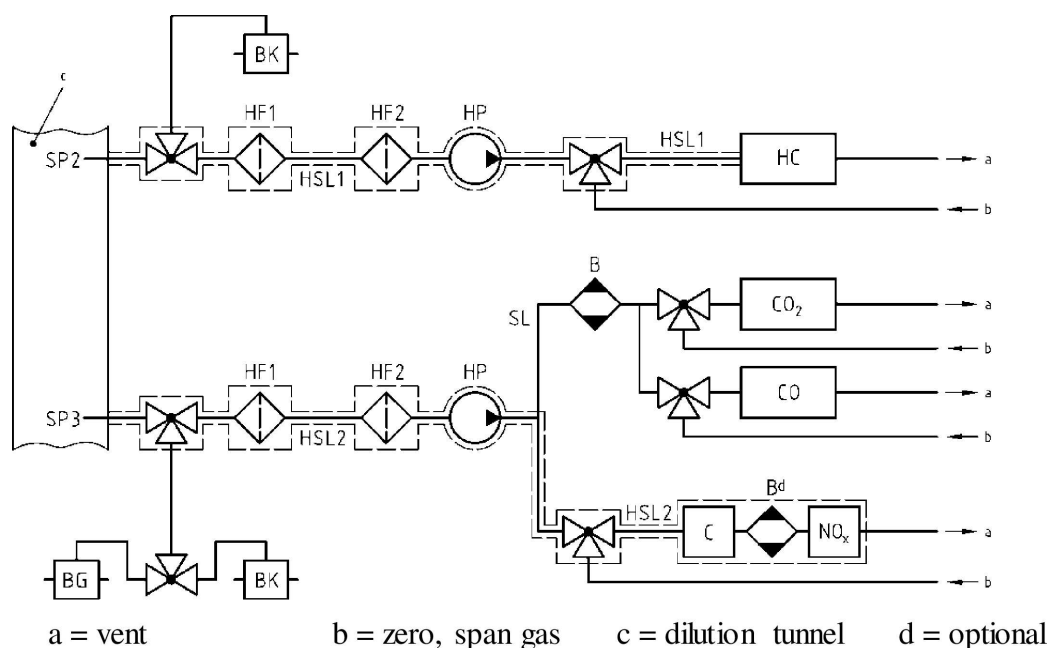 BK
c
HF1 HF2 HP
SP2 HSL1 HSL1 HC a
b
B
SL CO₂ a
b
HF1 HF2 HP
SP3 HSL2 CO a
b
Bᵈ
HSL2 C NOₓ a
BG BK b
a = vent b = zero, span gas c = dilution tunnel d = optional